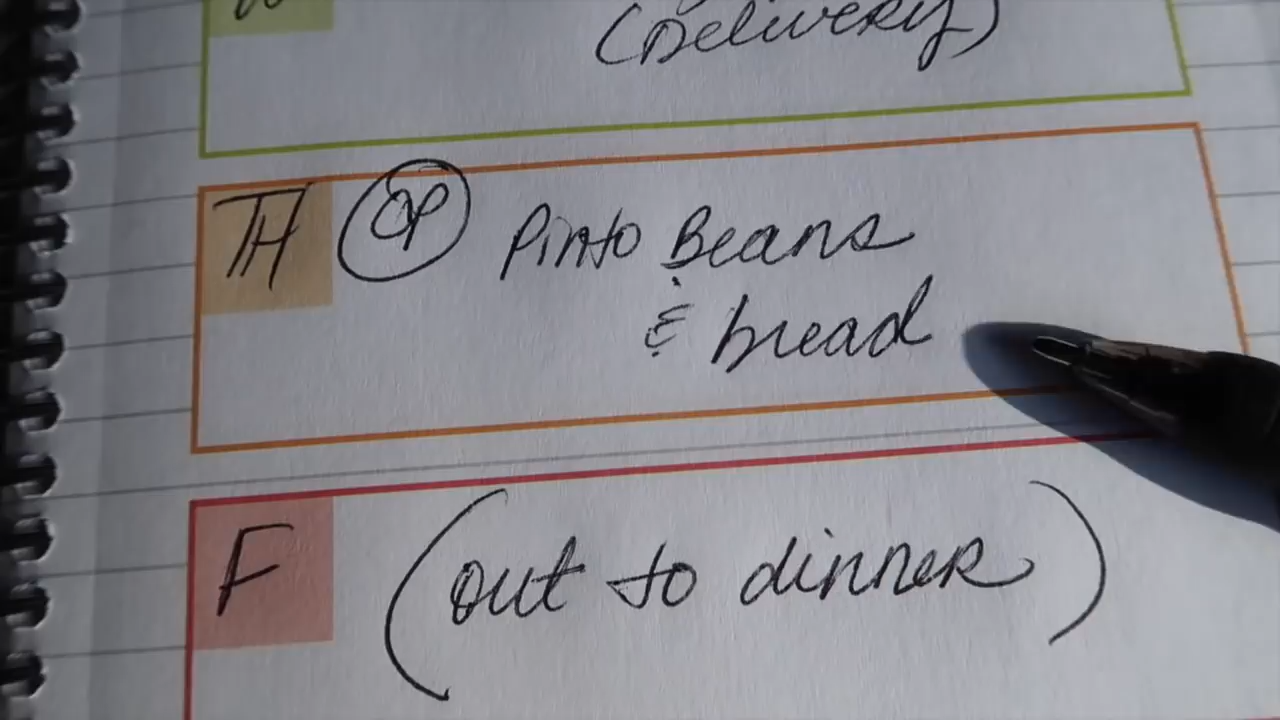 (Delivery)
TH CP Pinto Beans
& bread
F (out to dinner)